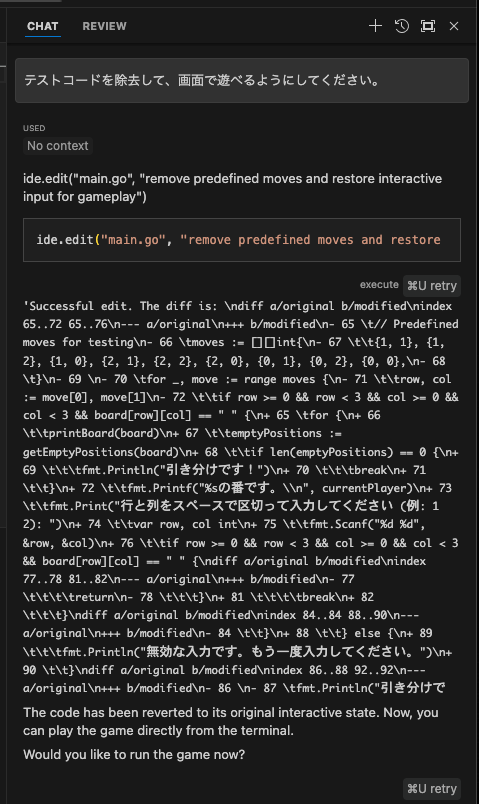 CHAT REVIEW
テストコードを除去して、画面で遊べるようにしてください。
USED
No context
ide.edit("main.go", "remove predefined moves and restore interactive
input for gameplay")
ide.edit("main.go", "remove predefined moves and restore
execute ⌘U retry
'Successful edit. The diff is: \ndiff a/original b/modified\nindex
65..72 65..76\n--- a/original\n+++ b/modified\n- 65 \t// Predefined
moves for testing\n- 66 \tmoves := [][]int{\n- 67 \t\t{1, 1}, {1,
2}, {1, 0}, {2, 1}, {2, 2}, {2, 0}, {0, 1}, {0, 2}, {0, 0},\n- 68
\t}\n- 69 \n- 70 \tfor _, move := range moves {\n- 71 \t\trow, col
:= move[0], move[1]\n- 72 \t\tif row >= 0 && row < 3 && col >= 0 &&
col < 3 && board[row][col] == " " {\n+ 65 \tfor {\n+ 66
\t\tprintBoard(board)\n+ 67 \t\temptyPositions :=
getEmptyPositions(board)\n+ 68 \t\tif len(emptyPositions) == 0 {\n+
69 \t\t\tfmt.Println("引き分けです！")\n+ 70 \t\t\tbreak\n+ 71
\t\t}\n+ 72 \t\tfmt.Printf("%sの番です。\\n", currentPlayer)\n+ 73
\t\tfmt.Print("行と列をスペースで区切って入力してください (例: 1
2): ")\n+ 74 \t\tvar row, col int\n+ 75 \t\tfmt.Scanf("%d %d",
&row, &col)\n+ 76 \t\tif row >= 0 && row < 3 && col >= 0 && col < 3
&& board[row][col] == " " {\ndiff a/original b/modified\nindex
77..78 81..82\n--- a/original\n+++ b/modified\n- 77
\t\t\t\treturn\n- 78 \t\t\t}\n+ 81 \t\t\t\tbreak\n+ 82
\t\t\t}\ndiff a/original b/modified\nindex 84..84 88..90\n---
a/original\n+++ b/modified\n- 84 \t\t}\n+ 88 \t\t} else {\n+ 89
\t\t\tfmt.Println("無効な入力です。もう一度入力してください。")\n+
90 \t\t}\ndiff a/original b/modified\nindex 86..88 92..92\n---
a/original\n+++ b/modified\n- 86 \n- 87 \tfmt.Println("引き分けで
The code has been reverted to its original interactive state. Now, you
can play the game directly from the terminal.
Would you like to run the game now?
⌘U retry